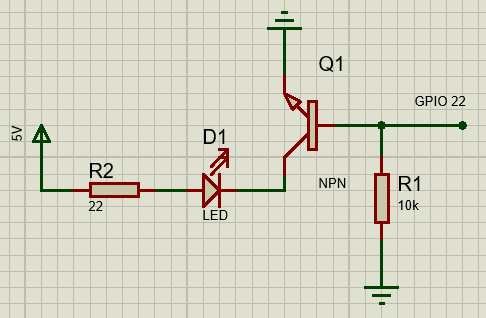 Q1
GPIO 22
5V
D1
R2
NPN
R1
22
LED
10k